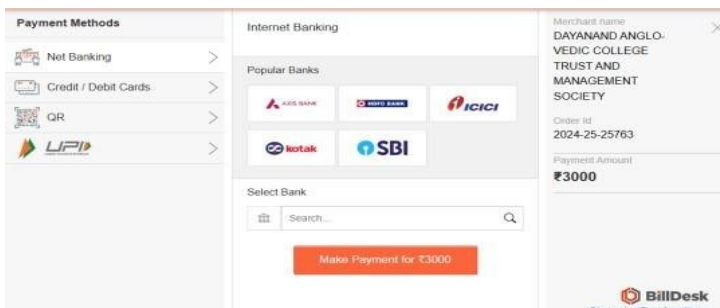 Payment Methods
Net Banking
Credit / Debit Cards
QR
UPI
Internet Banking
Popular Banks
AXIS BANK
HDFC BANK
ICICI
kotak
SBI
Select Bank
Search...
Make Payment for ₹3000
Merchant name
DAYANAND ANGLO-
VEDIC COLLEGE
TRUST AND
MANAGEMENT
SOCIETY
Order Id
2024-25-25763
Payment Amount
₹3000
BillDesk